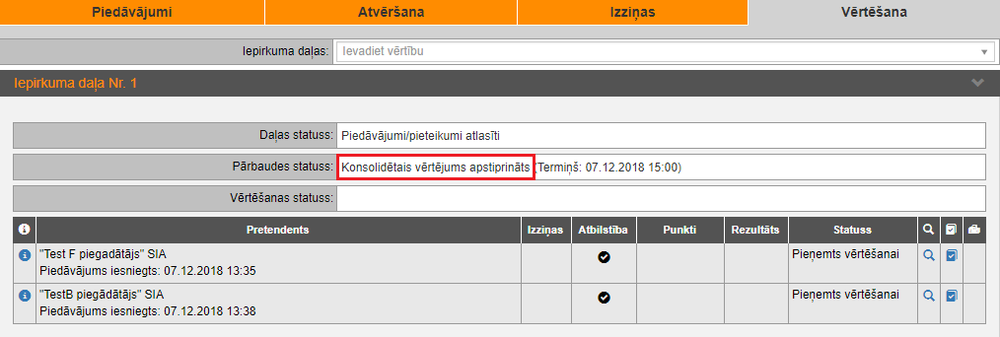 Piedāvājumi Atvēršana Izziņas Vērtēšana
Iepirkuma daļas: Ievadiet vērtību
Iepirkuma daļa Nr. 1
Daļas statuss: Piedāvājumi/pieteikumi atlasīti
Pārbaudes statuss: Konsolidētais vērtējums apstiprināts (Termiņš: 07.12.2018 15:00)
Vērtēšanas statuss:
Pretendents Izziņas Atbilstība Punkti Rezultāts Statuss
"Test F piegadātājs" SIA Pieņemts vērtēšanai
Piedāvājums iesniegts: 07.12.2018 13:35
"TestB piegādātājs" SIA Pieņemts vērtēšanai
Piedāvājums iesniegts: 07.12.2018 13:38